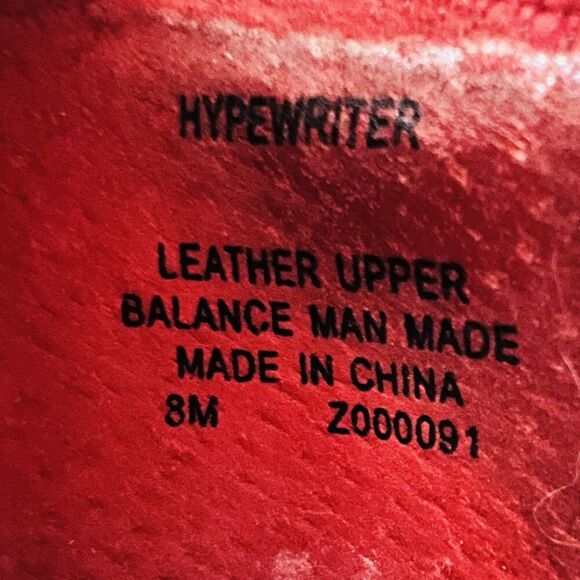 HYPEWRITER
LEATHER UPPER
BALANCE MAN MADE
MADE IN CHINA
8M Z000091